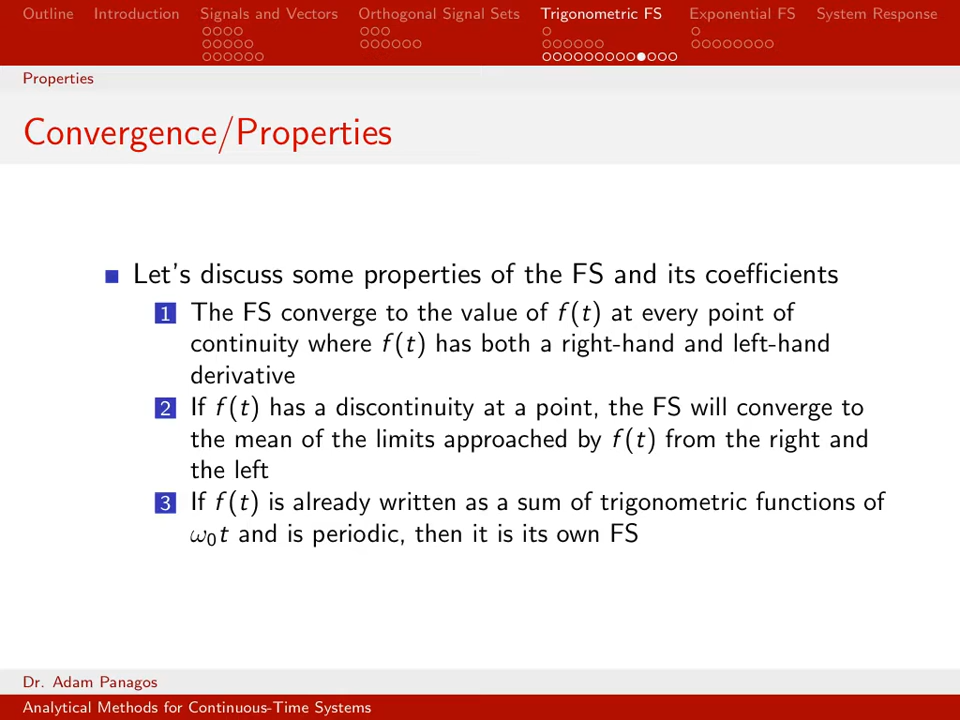 Outline Introduction Signals and Vectors Orthogonal Signal Sets Trigonometric FS Exponential FS System Response
Properties
Convergence/Properties
Let's discuss some properties of the FS and its coefficients
1 The FS converge to the value of f(t) at every point of
continuity where f(t) has both a right-hand and left-hand
derivative
2 If f(t) has a discontinuity at a point, the FS will converge to
the mean of the limits approached by f(t) from the right and
the left
3 If f(t) is already written as a sum of trigonometric functions of
ω₀t and is periodic, then it is its own FS
Dr. Adam Panagos
Analytical Methods for Continuous-Time Systems